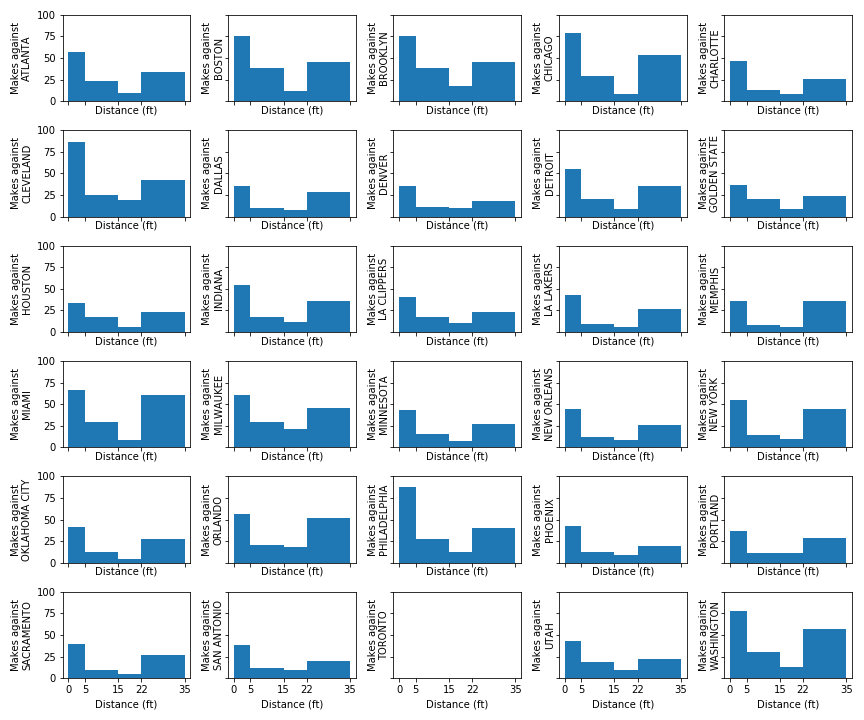 100
75
50
25
0
Makes against
ATLANTA
Distance (ft)
Makes against
BOSTON
Distance (ft)
Makes against
BROOKLYN
Distance (ft)
Makes against
CHICAGO
Distance (ft)
Makes against
CHARLOTTE
Distance (ft)
100
75
50
25
0
Makes against
CLEVELAND
Distance (ft)
Makes against
DALLAS
Distance (ft)
Makes against
DENVER
Distance (ft)
Makes against
DETROIT
Distance (ft)
Makes against
GOLDEN STATE
Distance (ft)
100
75
50
25
0
Makes against
HOUSTON
Distance (ft)
Makes against
INDIANA
Distance (ft)
Makes against
LA CLIPPERS
Distance (ft)
Makes against
LA LAKERS
Distance (ft)
Makes against
MEMPHIS
Distance (ft)
100
75
50
25
0
Makes against
MIAMI
Distance (ft)
Makes against
MILWAUKEE
Distance (ft)
Makes against
MINNESOTA
Distance (ft)
Makes against
NEW ORLEANS
Distance (ft)
Makes against
NEW YORK
Distance (ft)
100
75
50
25
0
Makes against
OKLAHOMA CITY
Distance (ft)
Makes against
ORLANDO
Distance (ft)
Makes against
PHILADELPHIA
Distance (ft)
Makes against
PHOENIX
Distance (ft)
Makes against
PORTLAND
Distance (ft)
100
75
50
25
0
Makes against
SACRAMENTO
0 5 15 22 35
Distance (ft)
Makes against
SAN ANTONIO
0 5 15 22 35
Distance (ft)
Makes against
TORONTO
0 5 15 22 35
Distance (ft)
Makes against
UTAH
0 5 15 22 35
Distance (ft)
Makes against
WASHINGTON
0 5 15 22 35
Distance (ft)